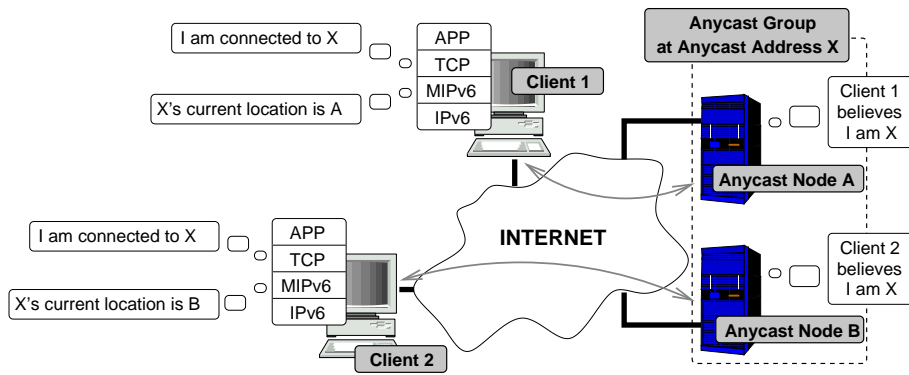 Anycast Group
at Anycast Address X
I am connected to X
APP
TCP
MIPv6
IPv6
Client 1
X's current location is A
Client 1
believes
I am X
Anycast Node A
INTERNET
I am connected to X
APP
TCP
MIPv6
IPv6
X's current location is B
Client 2
Client 2
believes
I am X
Anycast Node B